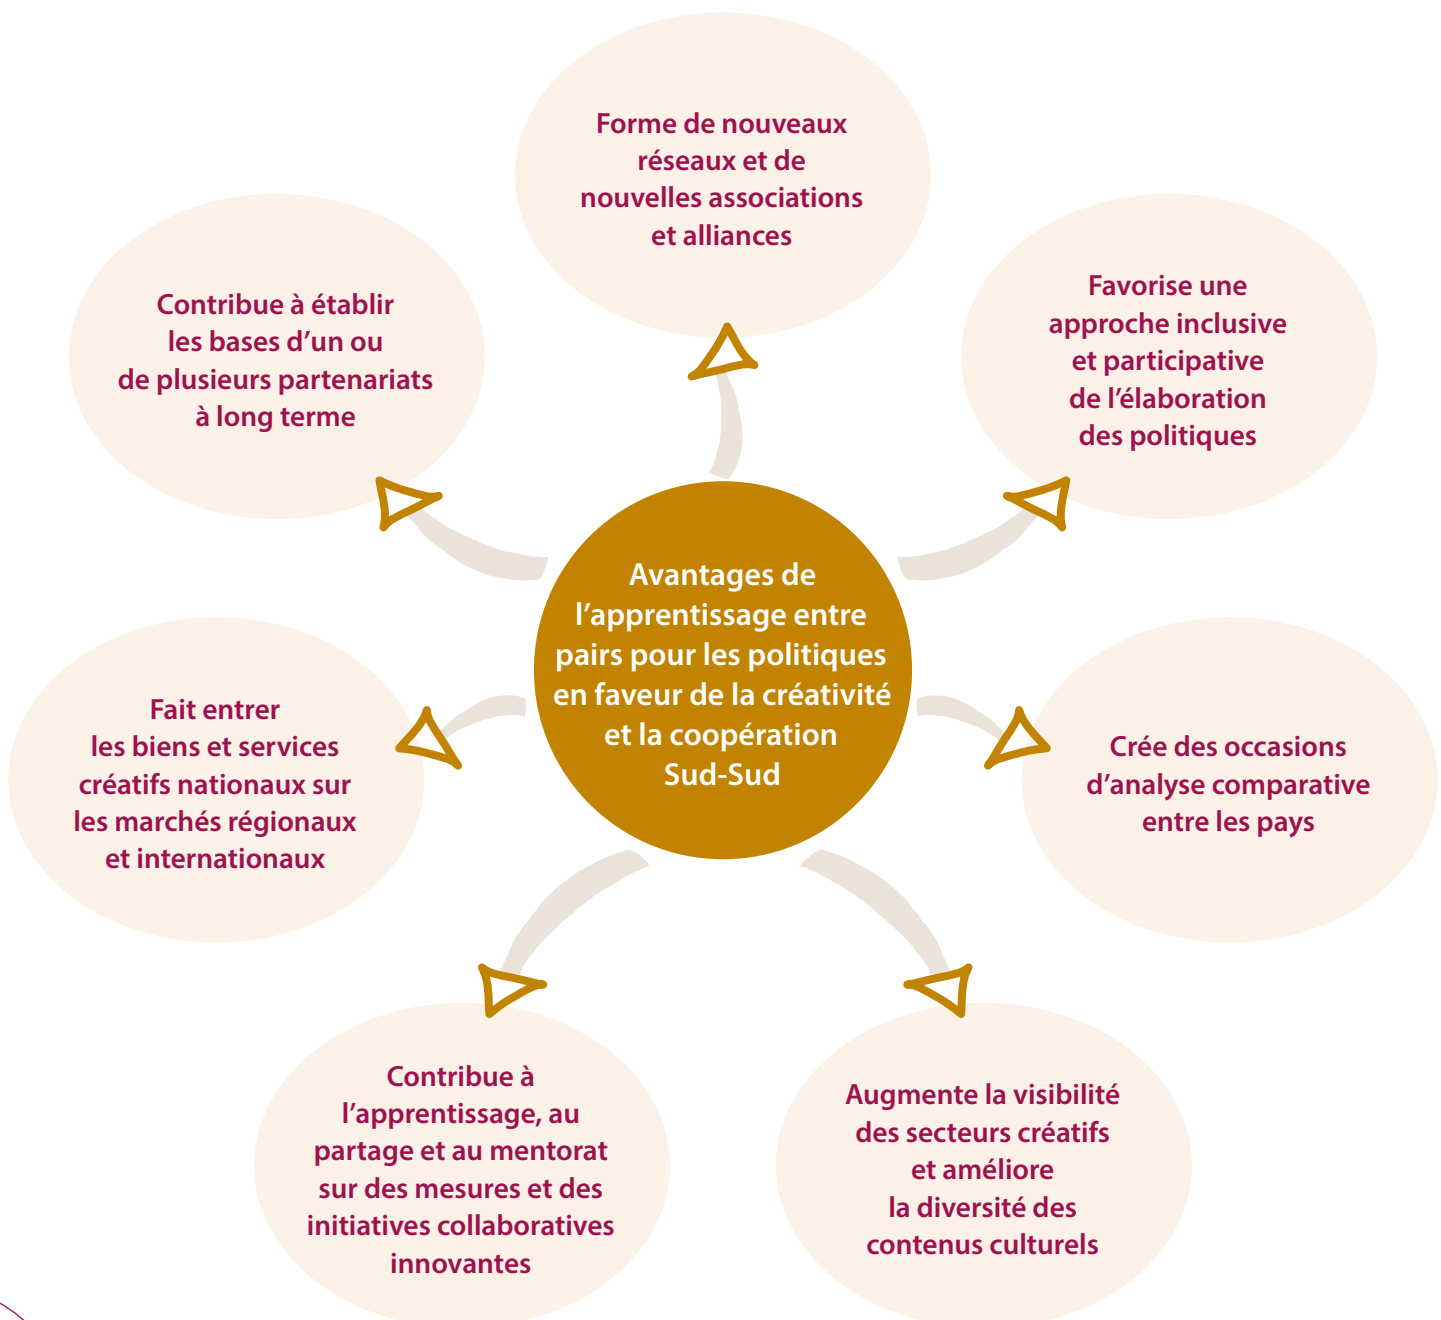 Forme de nouveaux
réseaux et de
nouvelles associations
et alliances
Favorise une
approche inclusive
et participative
de l’élaboration
des politiques
Contribue à établir
les bases d’un ou
de plusieurs partenariats
à long terme
Avantages de
l’apprentissage entre
pairs pour les politiques
en faveur de la créativité
et la coopération
Sud-Sud
Fait entrer
les biens et services
créatifs nationaux sur
les marchés régionaux
et internationaux
Crée des occasions
d’analyse comparative
entre les pays
Contribue à
l’apprentissage, au
partage et au mentorat
sur des mesures et des
initiatives collaboratives
innovantes
Augmente la visibilité
des secteurs créatifs
et améliore
la diversité des
contenus culturels